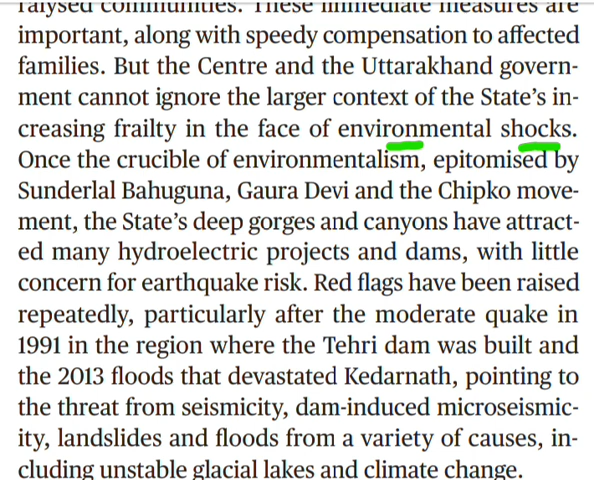 ralysed communities. These immediate measures are
important, along with speedy compensation to affected
families. But the Centre and the Uttarakhand govern-
ment cannot ignore the larger context of the State's in-
creasing frailty in the face of environmental shocks.
Once the crucible of environmentalism, epitomised by
Sunderlal Bahuguna, Gaura Devi and the Chipko move-
ment, the State's deep gorges and canyons have attract-
ed many hydroelectric projects and dams, with little
concern for earthquake risk. Red flags have been raised
repeatedly, particularly after the moderate quake in
1991 in the region where the Tehri dam was built and
the 2013 floods that devastated Kedarnath, pointing to
the threat from seismicity, dam-induced microseismic-
ity, landslides and floods from a variety of causes, in-
cluding unstable glacial lakes and climate change.